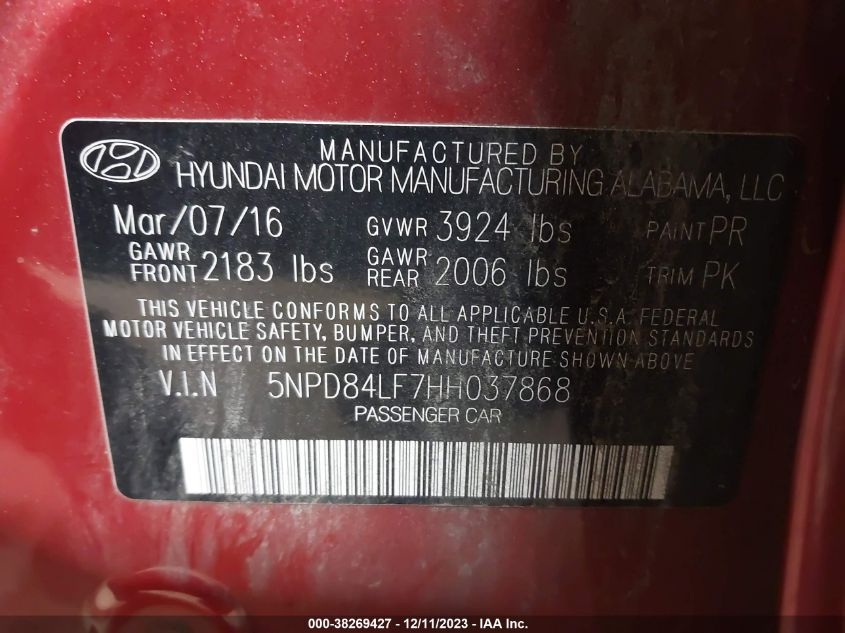 MANUFACTURED BY
HYUNDAI MOTOR MANUFACTURING ALABAMA, LLC
Mar/07/16 GVWR 3924 lbs PAINT PR
GAWR FRONT 2183 lbs GAWR REAR 2006 lbs TRIM PK
THIS VEHICLE CONFORMS TO ALL APPLICABLE U.S.A. FEDERAL
MOTOR VEHICLE SAFETY, BUMPER, AND THEFT PREVENTION STANDARDS
IN EFFECT ON THE DATE OF MANUFACTURE SHOWN ABOVE
V.I.N 5NPD84LF7HH037868
PASSENGER CAR
000-38269427 - 12/11/2023 - IAA Inc.